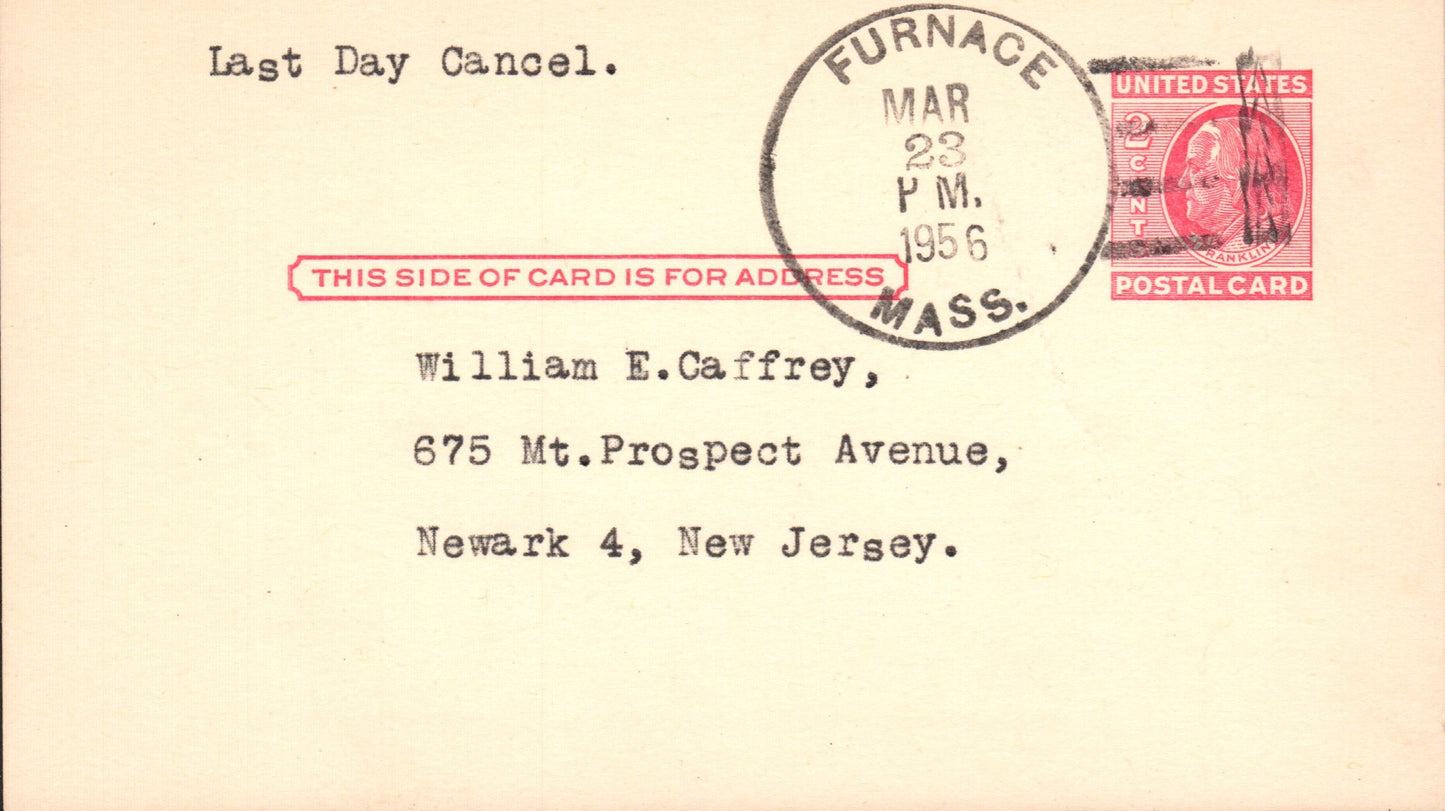 Last Day Cancel.
FURNACE
MAR
23
P M.
1956
MASS.
UNITED STATES
2
CENTS
FRANKLIN
POSTAL CARD
THIS SIDE OF CARD IS FOR ADDRESS
William E.Caffrey,
675 Mt.Prospect Avenue,
Newark 4, New Jersey.